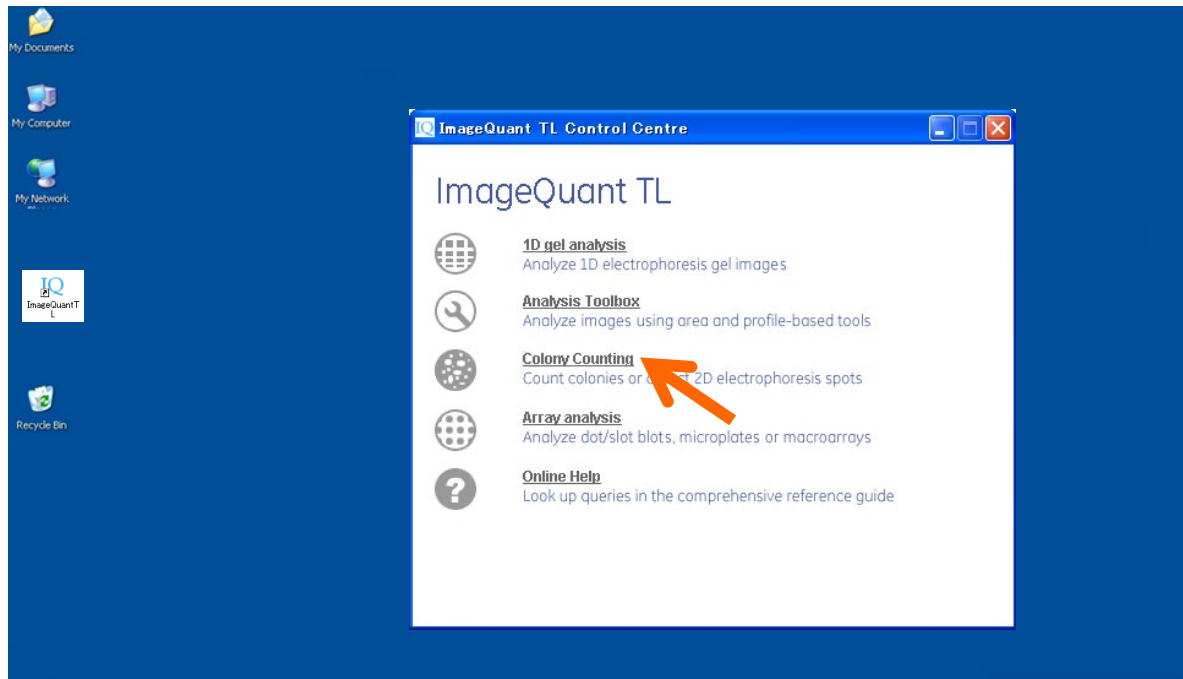 My Documents
My Computer
My Network
ImageQuantT
L
Recycle Bin
IQ ImageQuant TL Control Centre
ImageQuant TL
1D gel analysis
Analyze 1D electrophoresis gel images
Analysis Toolbox
Analyze images using area and profile-based tools
Colony Counting
Count colonies or 2D electrophoresis spots
Array analysis
Analyze dot/slot blots, microplates or macroarrays
Online Help
Look up queries in the comprehensive reference guide